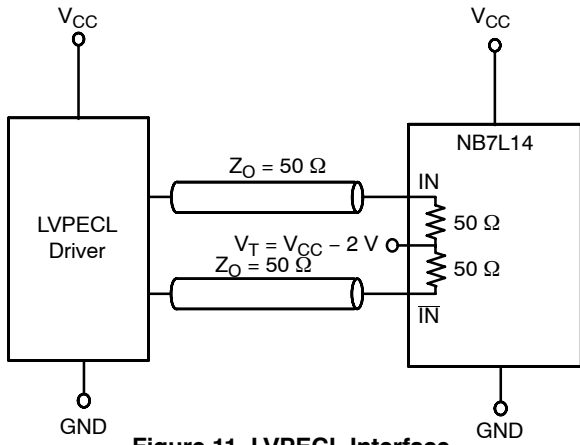 V_CC
V_CC
NB7L14
Z_O = 50 Ω
IN
LVPECL
Driver
50 Ω
V_T = V_CC − 2 V
Z_O = 50 Ω
50 Ω
I̅N̅
GND
GND
Figure 11. LVPECL Interface